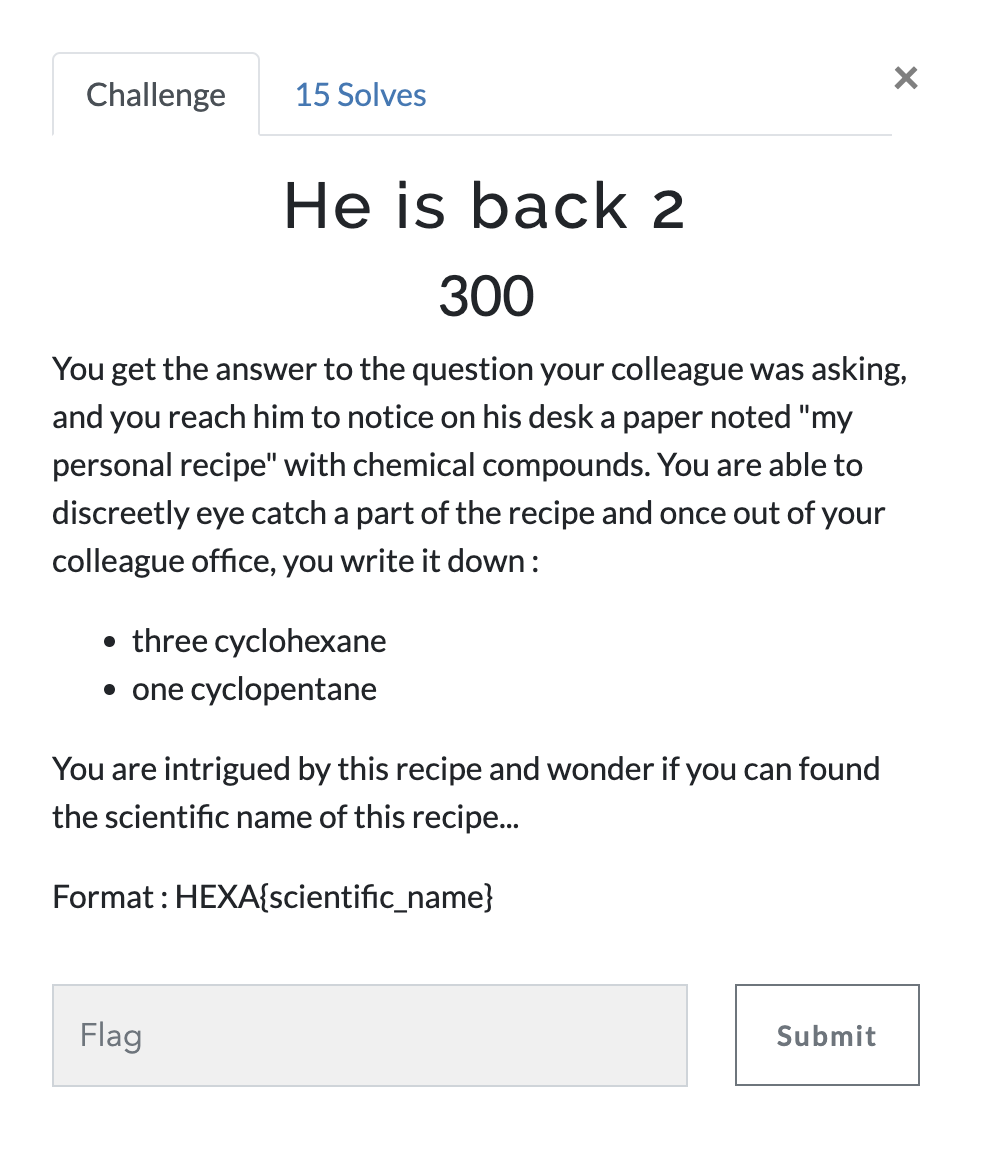 Challenge
15 Solves
×
He is back 2
300
You get the answer to the question your colleague was asking,
and you reach him to notice on his desk a paper noted "my
personal recipe" with chemical compounds. You are able to
discreetly eye catch a part of the recipe and once out of your
colleague office, you write it down :
• three cyclohexane
• one cyclopentane
You are intrigued by this recipe and wonder if you can found
the scientific name of this recipe...
Format : HEXA{scientific_name}
Flag
Submit